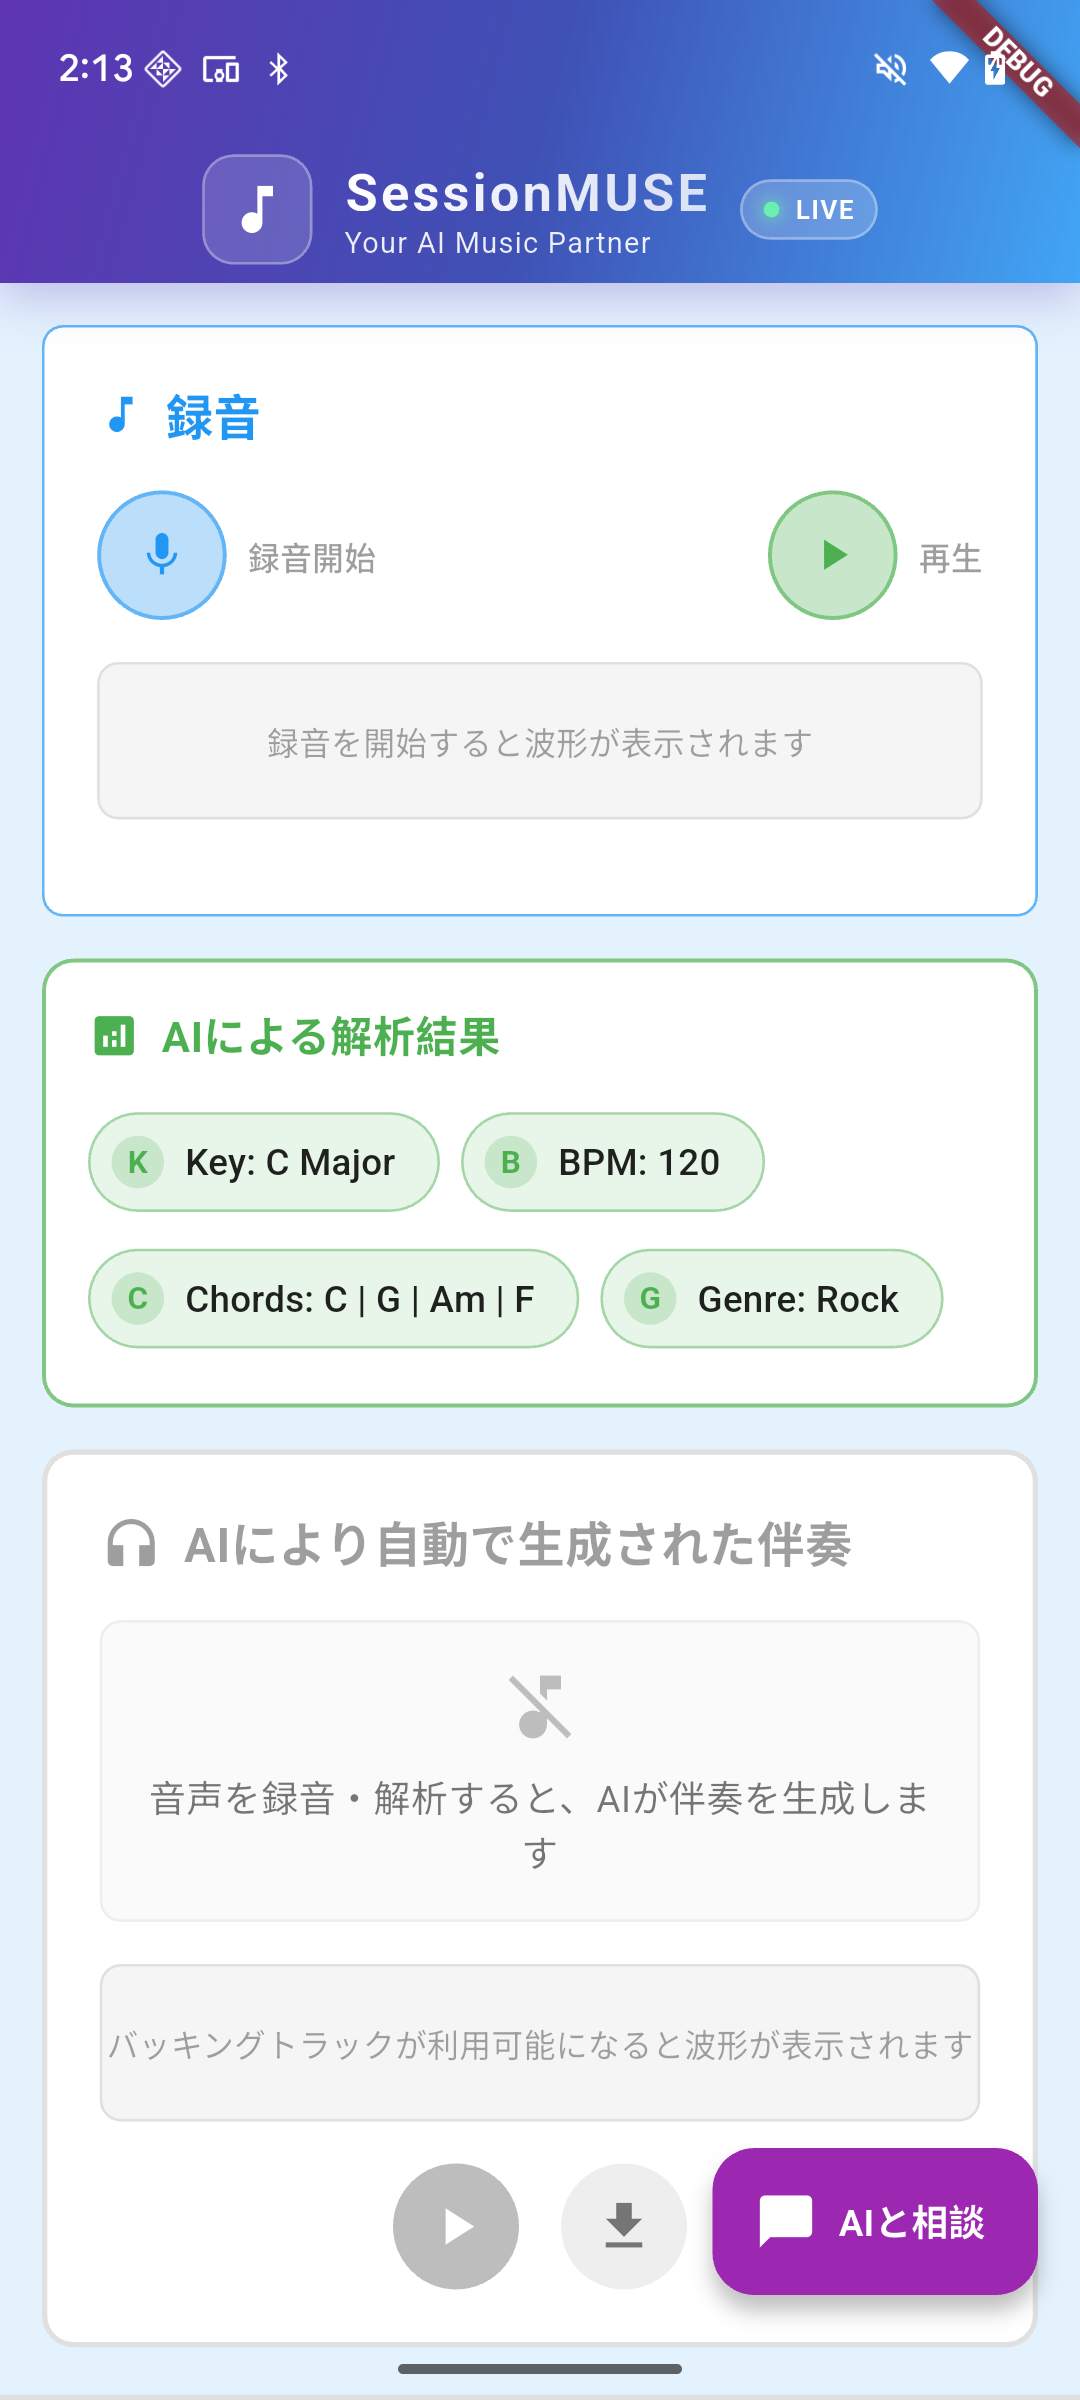 2:13
DEBUG
SessionMUSE
Your AI Music Partner
LIVE
録音
録音開始
再生
録音を開始すると波形が表示されます
AIによる解析結果
K Key: C Major
B BPM: 120
C Chords: C | G | Am | F
G Genre: Rock
AIにより自動で生成された伴奏
音声を録音・解析すると、AIが伴奏を生成しま
す
バッキングトラックが利用可能になると波形が表示されます
AIと相談